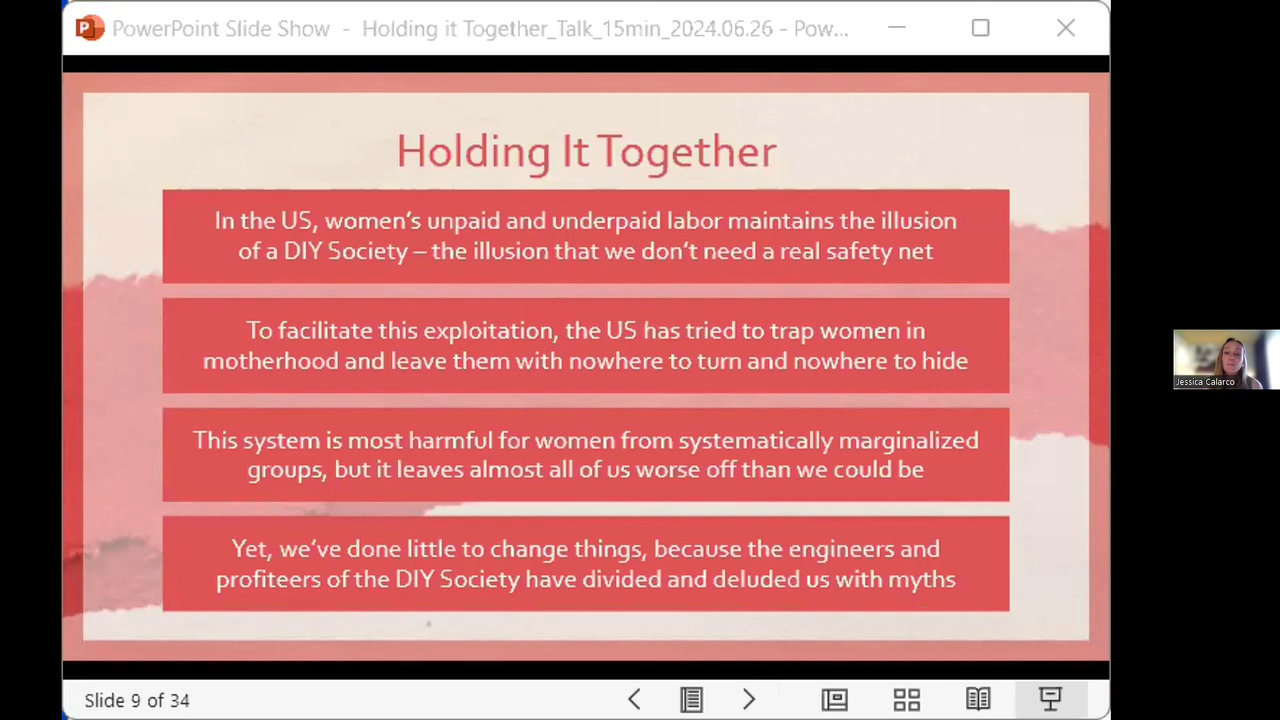 PowerPoint Slide Show - Holding it Together_Talk_15min_2024.06.26 - Pow...
Holding It Together
In the US, women's unpaid and underpaid labor maintains the illusion
of a DIY Society – the illusion that we don't need a real safety net
To facilitate this exploitation, the US has tried to trap women in
motherhood and leave them with nowhere to turn and nowhere to hide
This system is most harmful for women from systematically marginalized
groups, but it leaves almost all of us worse off than we could be
Yet, we've done little to change things, because the engineers and
profiteers of the DIY Society have divided and deluded us with myths
Jessica Calarco
Slide 9 of 34